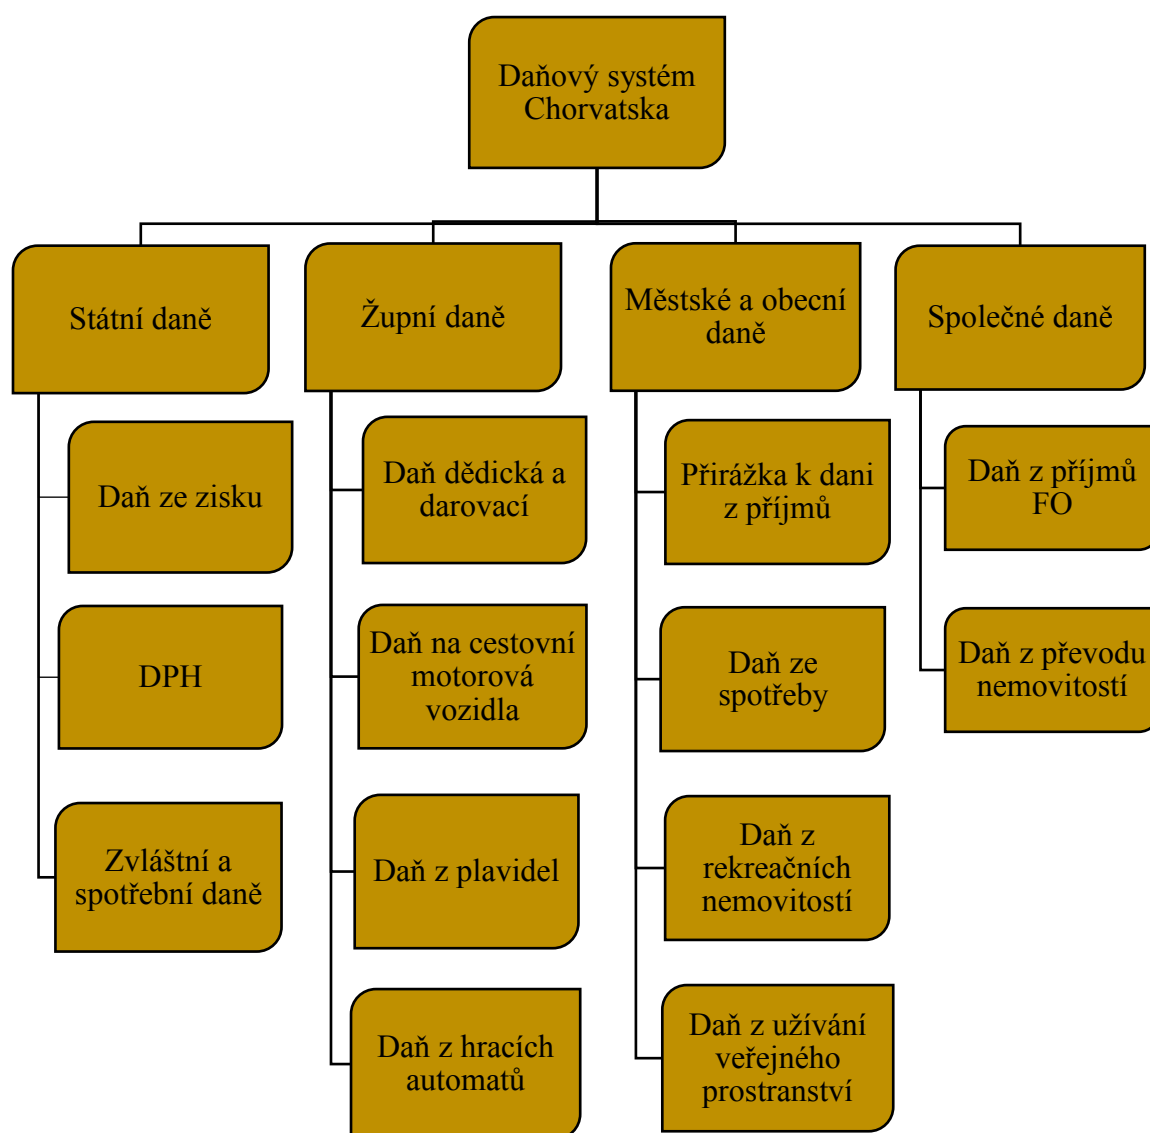 Daňový systém
Chorvatska
Státní daně
Daň ze zisku
DPH
Zvláštní a
spotřební daně
Župní daně
Daň dědická a
darovací
Daň na cestovní
motorová
vozidla
Daň z plavidel
Daň z hracích
automatů
Městské a obecní
daně
Přirážka k dani
z příjmů
Daň ze
spotřeby
Daň z
rekreačních
nemovitostí
Daň z užívání
veřejného
prostranství
Společné daně
Daň z příjmů
FO
Daň z převodu
nemovitostí